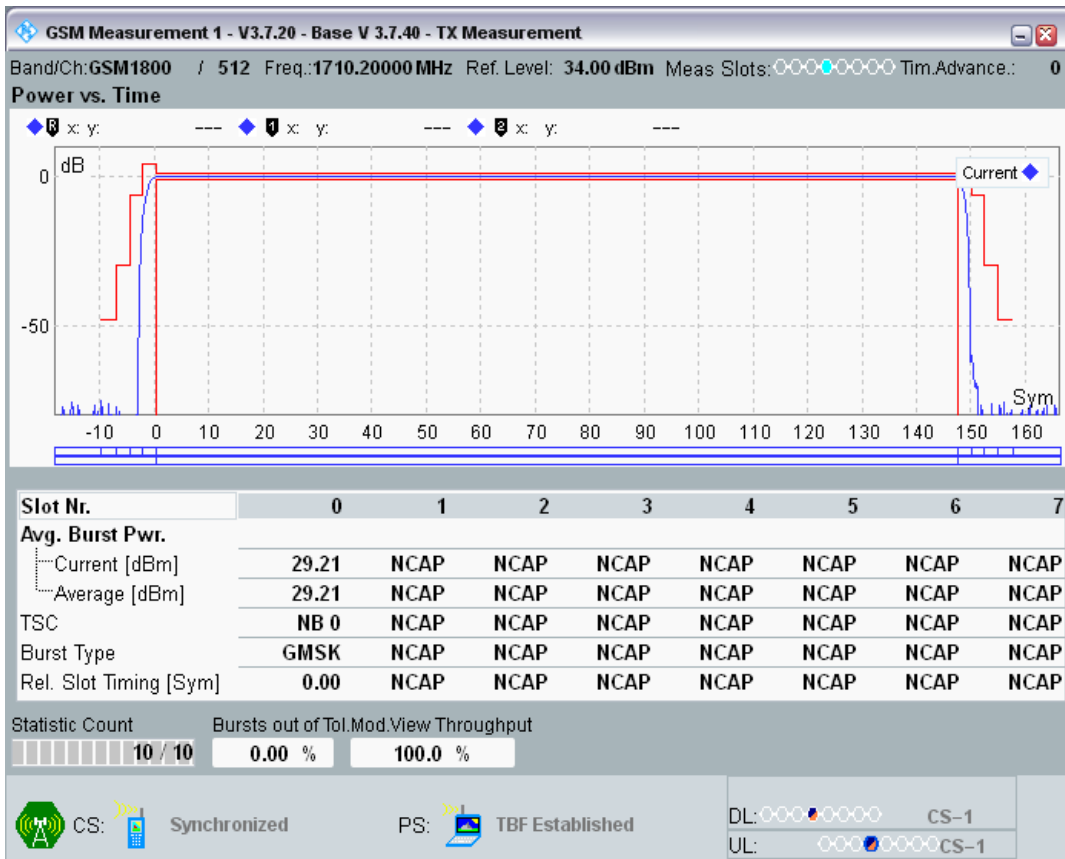 GSM Measurement 1 - V3.7.20 - Base V 3.7.40 - TX Measurement
Band/Ch:GSM1800 / 512 Freq.:1710.20000 MHz Ref. Level: 34.00 dBm Meas Slots: Tim.Advance.: 0
Power vs. Time
R x: y: --- 1 x: y: --- 2 x: y: ---
dB
Current
0
-50
Sym
-10 0 10 20 30 40 50 60 70 80 90 100 110 120 130 140 150 160
Slot Nr. 0 1 2 3 4 5 6 7
Avg. Burst Pwr.
Current [dBm] 29.21 NCAP NCAP NCAP NCAP NCAP NCAP NCAP
Average [dBm] 29.21 NCAP NCAP NCAP NCAP NCAP NCAP NCAP
TSC NB 0 NCAP NCAP NCAP NCAP NCAP NCAP NCAP
Burst Type GMSK NCAP NCAP NCAP NCAP NCAP NCAP NCAP
Rel. Slot Timing [Sym] 0.00 NCAP NCAP NCAP NCAP NCAP NCAP NCAP
Statistic Count Bursts out of Tol.Mod.View Throughput
10 / 10 0.00 % 100.0 %
CS: Synchronized PS: TBF Established DL: CS-1
UL: CS-1